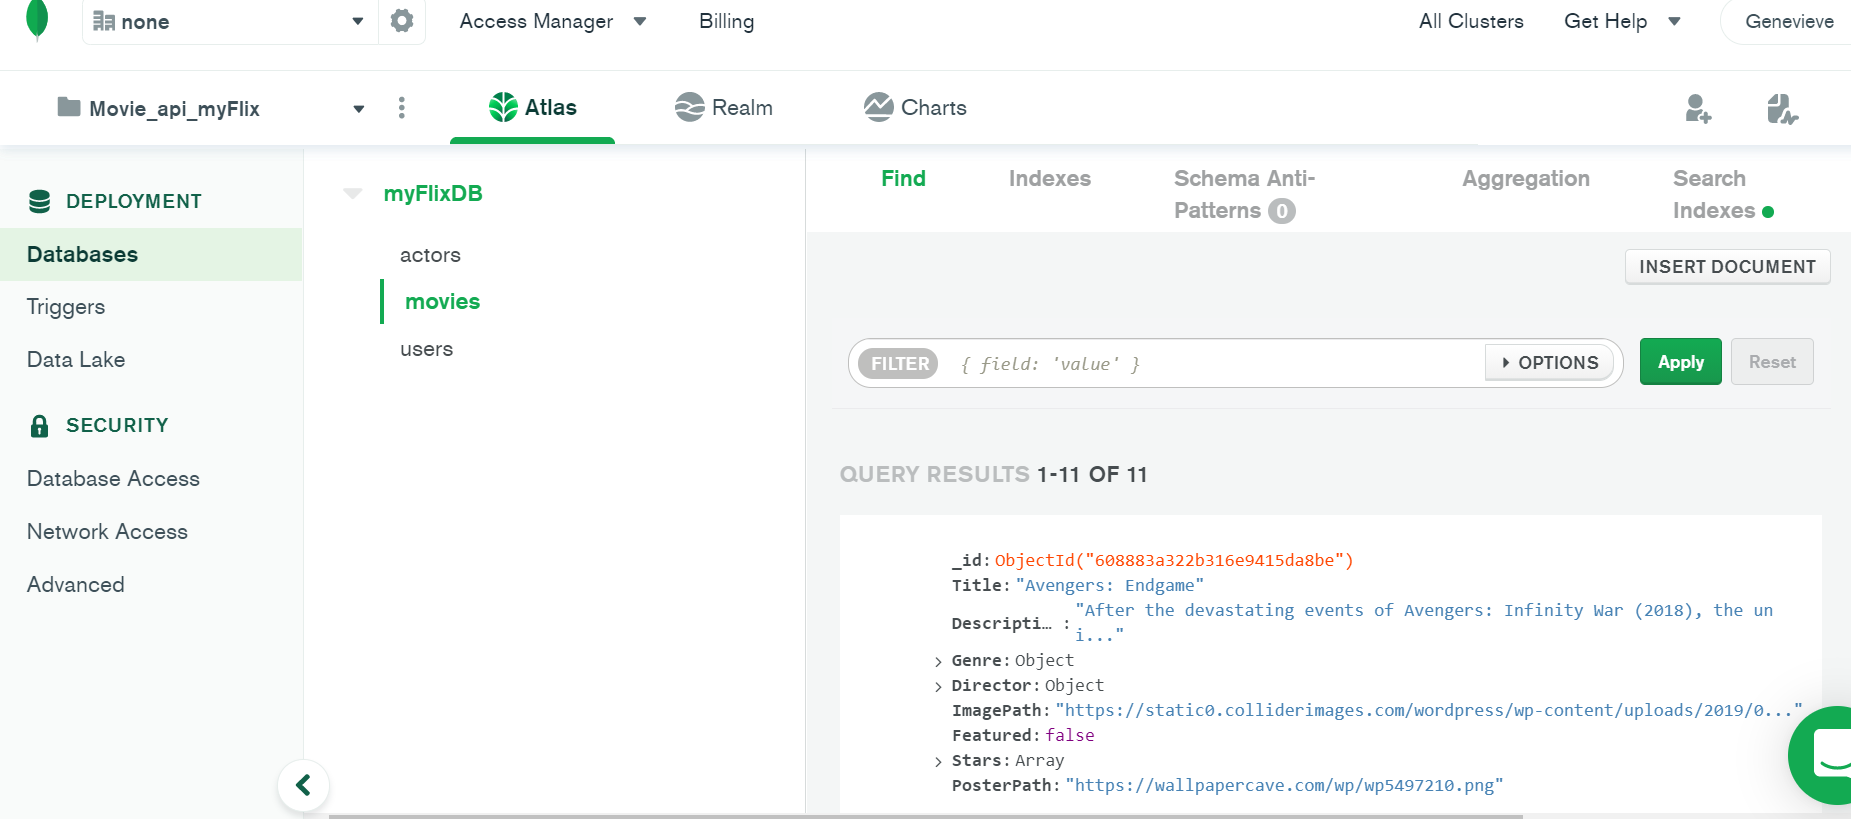 none
Access Manager
Billing
All Clusters
Get Help
Genevieve
Movie_api_myFlix
Atlas
Realm
Charts
DEPLOYMENT
Databases
Triggers
Data Lake
SECURITY
Database Access
Network Access
Advanced
myFlixDB
actors
movies
users
Find
Indexes
Schema Anti-
Patterns 0
Aggregation
Search
Indexes
INSERT DOCUMENT
FILTER { field: 'value' }
OPTIONS
Apply
Reset
QUERY RESULTS 1-11 OF 11
_id: ObjectId("608883a322b316e9415da8be")
Title: "Avengers: Endgame"
Descripti… : "After the devastating events of Avengers: Infinity War (2018), the un
i..."
Genre: Object
Director: Object
ImagePath: "https://static0.colliderimages.com/wordpress/wp-content/uploads/2019/0..."
Featured: false
Stars: Array
PosterPath: "https://wallpapercave.com/wp/wp5497210.png"